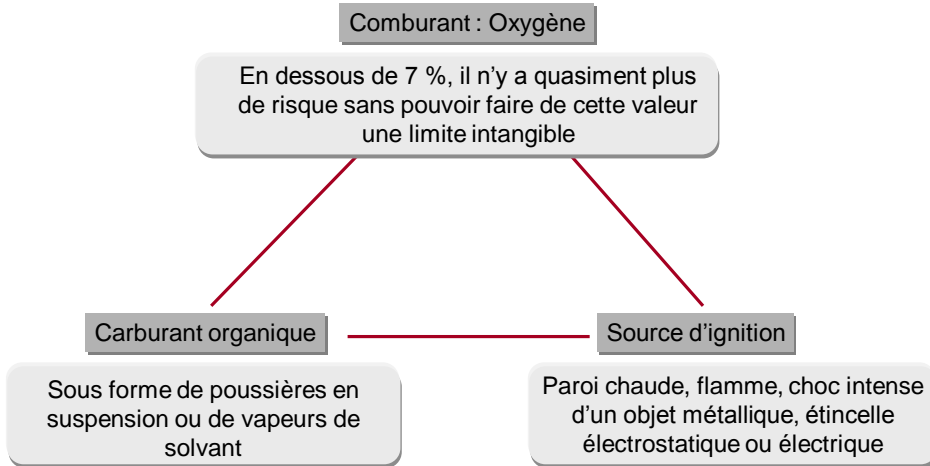 Comburant : Oxygène
En dessous de 7 %, il n'y a quasiment plus
de risque sans pouvoir faire de cette valeur
une limite intangible
Carburant organique
Sous forme de poussières en
suspension ou de vapeurs de
solvant
Source d'ignition
Paroi chaude, flamme, choc intense
d'un objet métallique, étincelle
électrostatique ou électrique